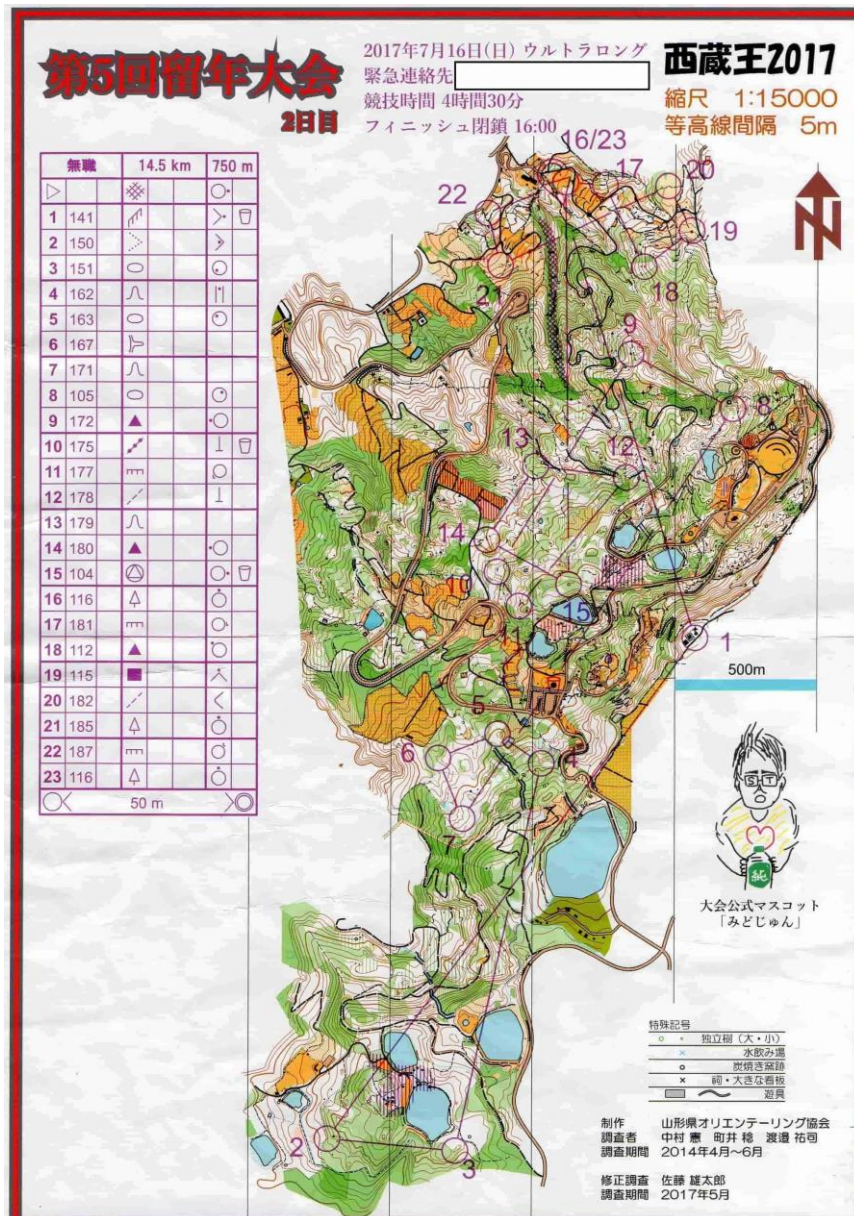 第5回留年大会
2日目
2017年7月16日(日) ウルトラロング
緊急連絡先
競技時間 4時間30分
フィニッシュ閉鎖 16:00
西蔵王2017
縮尺 1:15000
等高線間隔 5m
無職 14.5 km 750 m
1 141
2 150
3 151
4 162
5 163
6 167
7 171
8 105
9 172
10 175
11 177
12 178
13 179
14 180
15 104
16 116
17 181
18 112
19 115
20 182
21 185
22 187
23 116
50 m
16/23
17
20
22
19
21
18
9
8
13
12
14
10
15
11
1
500m
5
6
4
7
2
3
S T
純
大会公式マスコット
「みどじゅん」
特殊記号
独立樹（大・小）
水飲み場
炭焼き窯跡
祠・大きな看板
遊具
制作 山形県オリエンテーリング協会
調査者 中村 憲 町井 稔 渡邉 祐司
調査期間 2014年4月～6月
修正調査 佐藤 雄太郎
調査期間 2017年5月